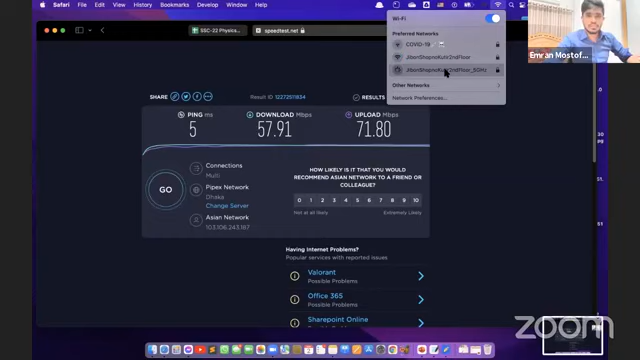 Safari File Edit View History Bookmarks Develop Window Help
Wi-Fi
Preferred Networks
COVID-19
JibonShopnoKutir2ndFloor
JibonShopnoKutir2ndFloor_5GHz
Other Networks
Network Preferences...
Emran Mostof...
SSC-22 Physics...
speedtest.net
SHARE
Result ID 12272511834
RESULTS
PING ms
5
DOWNLOAD Mbps
57.91
UPLOAD Mbps
71.80
GO
Connections
Multi
Pipex Network
Dhaka
Change Server
Asian Network
103.106.243.197
HOW LIKELY IS IT THAT YOU WOULD
RECOMMEND ASIAN NETWORK TO A FRIEND OR
COLLEAGUE?
0 1 2 3 4 5 6 7 8 9 10
Not at all likely Extremely Likely
Having Internet Problems?
Popular services with reported issues
Valorant
Possible Problems
Office 365
Possible Problems
Sharepoint Online
Possible Problems
zoom